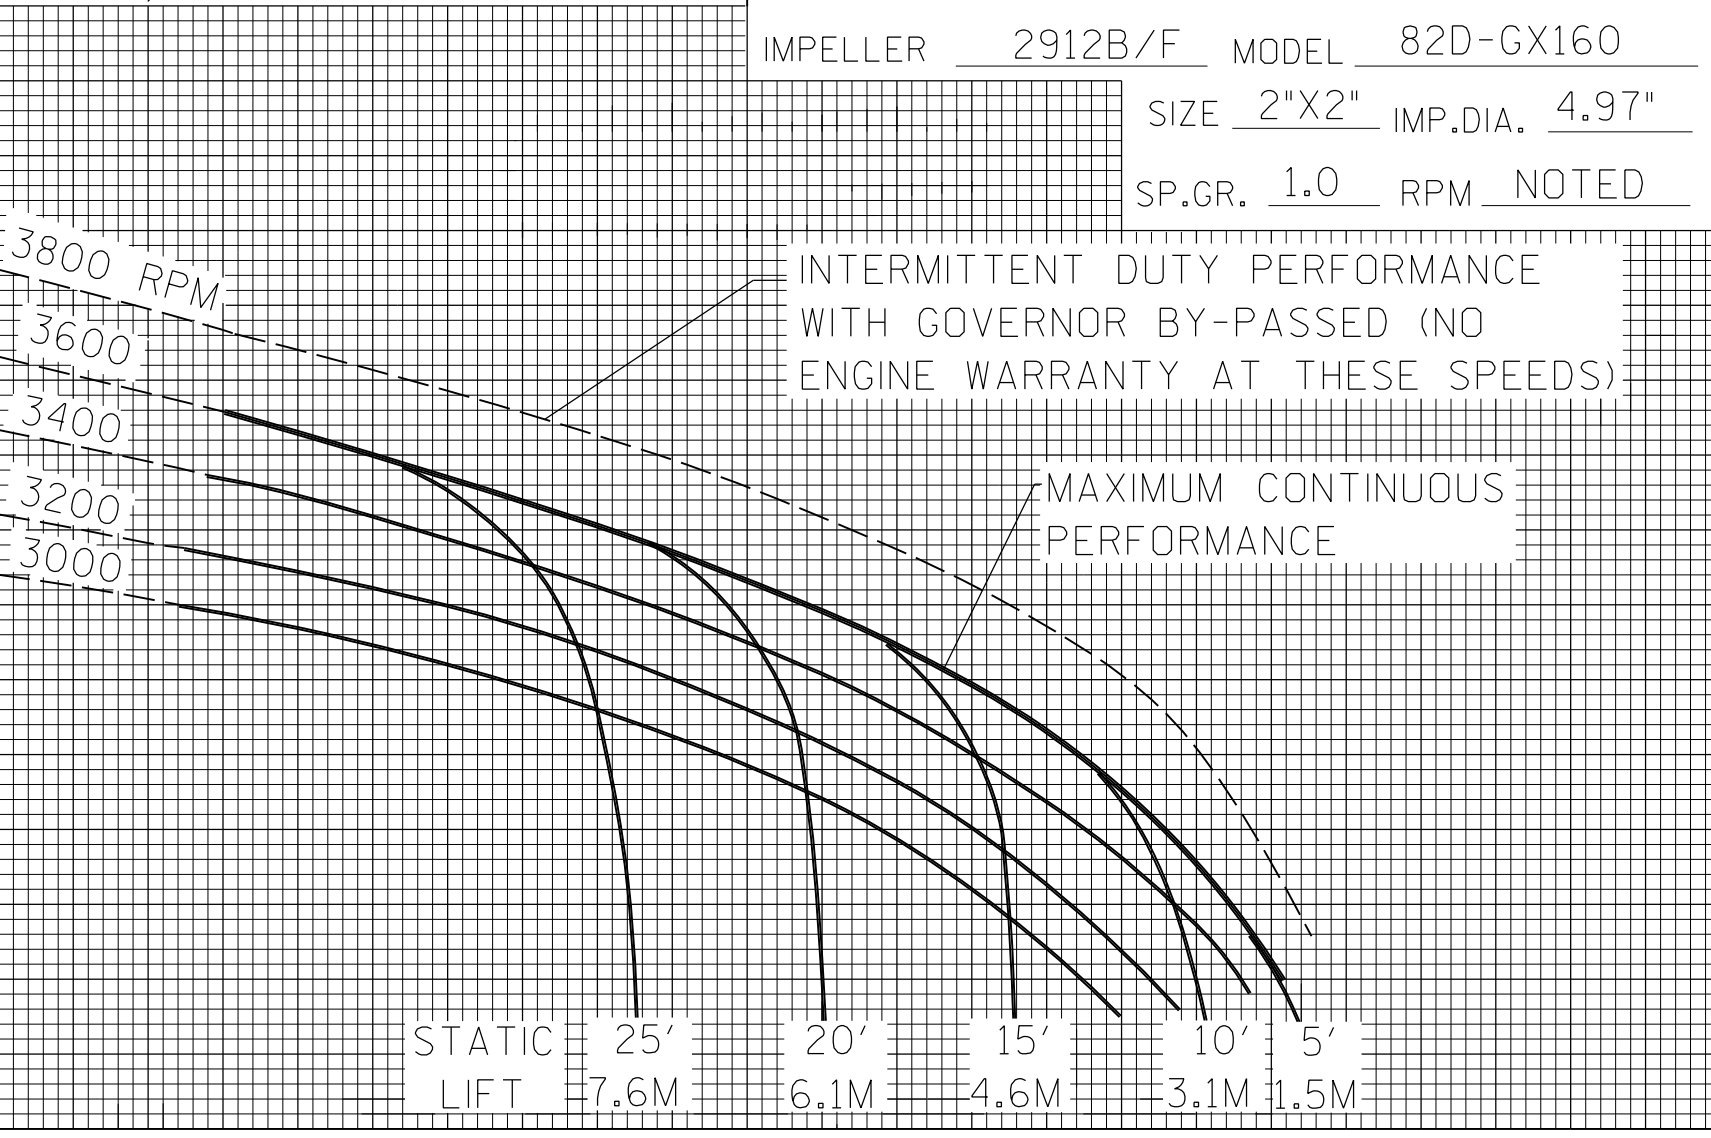 IMPELLER 2912B/F MODEL 82D-GX160
SIZE 2"X2" IMP.DIA. 4.97"
SP.GR. 1.0 RPM NOTED
3800 RPM
3600
3400
3200
3000
INTERMITTENT DUTY PERFORMANCE
WITH GOVERNOR BY-PASSED (NO
ENGINE WARRANTY AT THESE SPEEDS)
MAXIMUM CONTINUOUS
PERFORMANCE
STATIC 25' 20' 15' 10' 5'
LIFT 7.6M 6.1M 4.6M 3.1M 1.5M